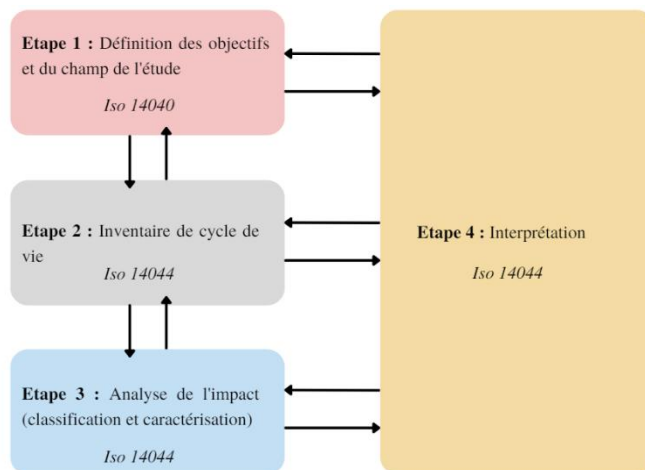 Etape 1 : Définition des objectifs
et du champ de l'étude
Iso 14040
Etape 2 : Inventaire de cycle de
vie
Iso 14044
Etape 3 : Analyse de l'impact
(classification et caractérisation)
Iso 14044
Etape 4 : Interprétation
Iso 14044